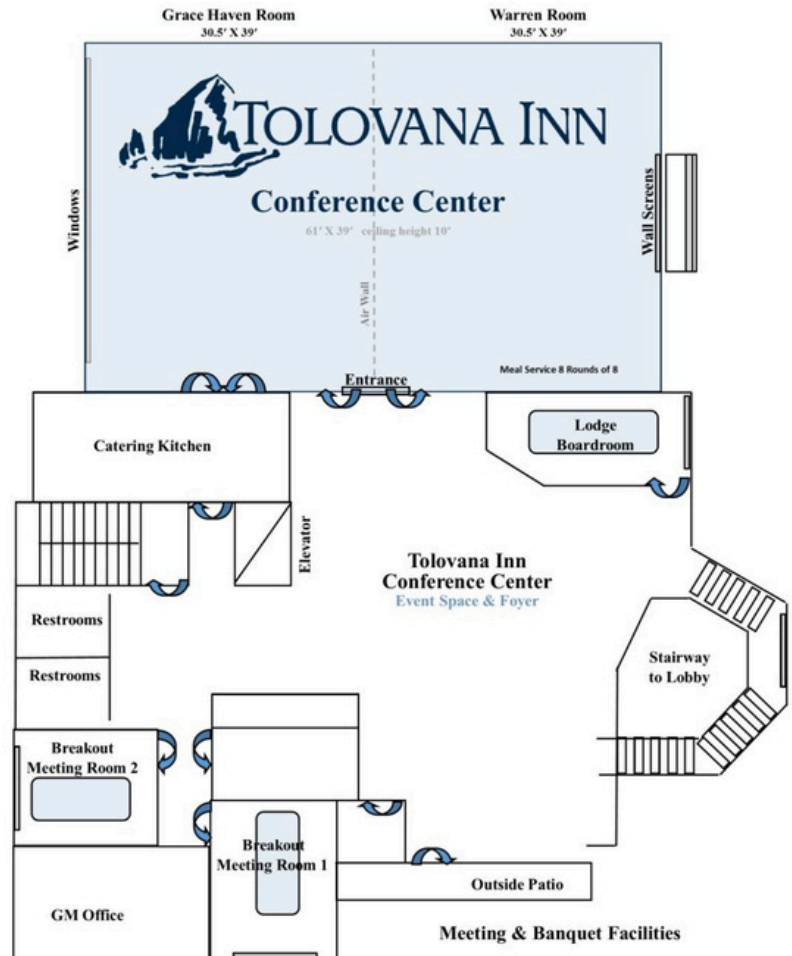 Grace Haven Room
30.5' X 39'
Warren Room
30.5' X 39'
TOLOVANA INN
Conference Center
61' X 39' ceiling height 10'
Windows
Wall Screens
Air Wall
Meal Service 8 Rounds of 8
Entrance
Catering Kitchen
Lodge
Boardroom
Elevator
Tolovana Inn
Conference Center
Event Space & Foyer
Restrooms
Restrooms
Stairway
to Lobby
Breakout
Meeting Room 2
Breakout
Meeting Room 1
Outside Patio
GM Office
Meeting & Banquet Facilities